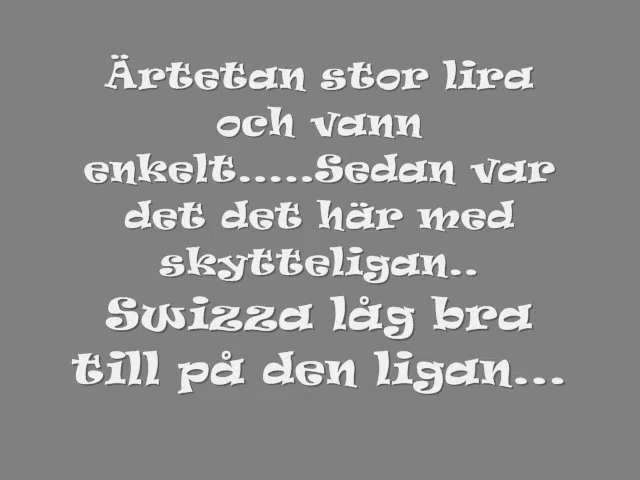 Ärtetan stor lira
och vann
enkelt.....Sedan var
det det här med
skytteligan..
Swizza låg bra
till på den ligan...